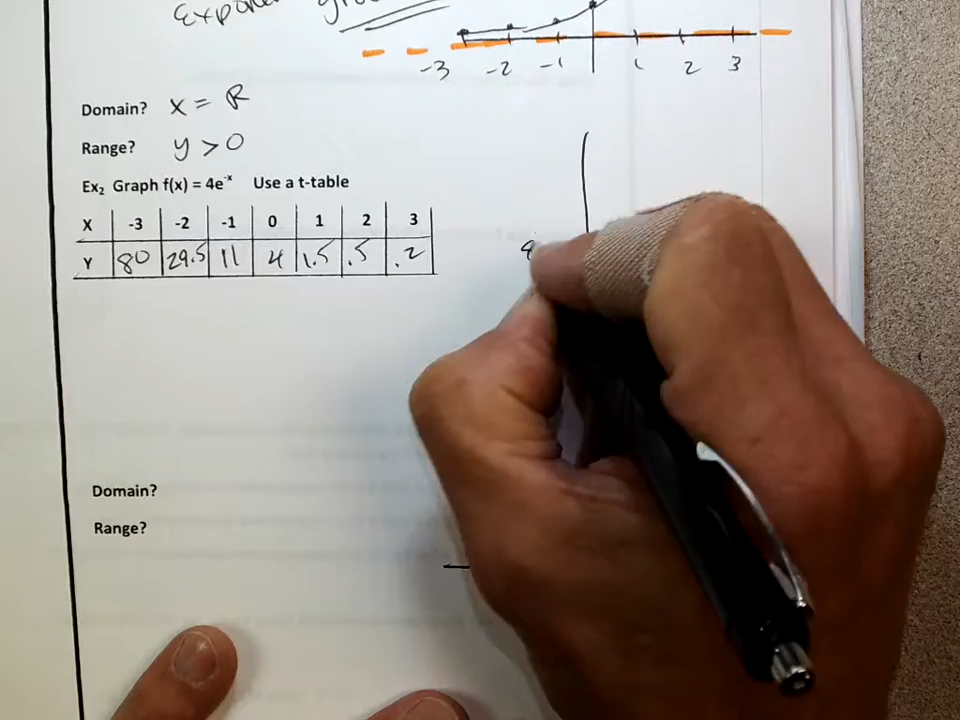 -3 -2 -1 1 2 3
Domain? x = R
Range? y > 0
Ex₂ Graph f(x) = 4e⁻ˣ Use a t-table
X -3 -2 -1 0 1 2 3
Y 80 29.5 11 4 1.5 .5 .2
Domain?
Range?